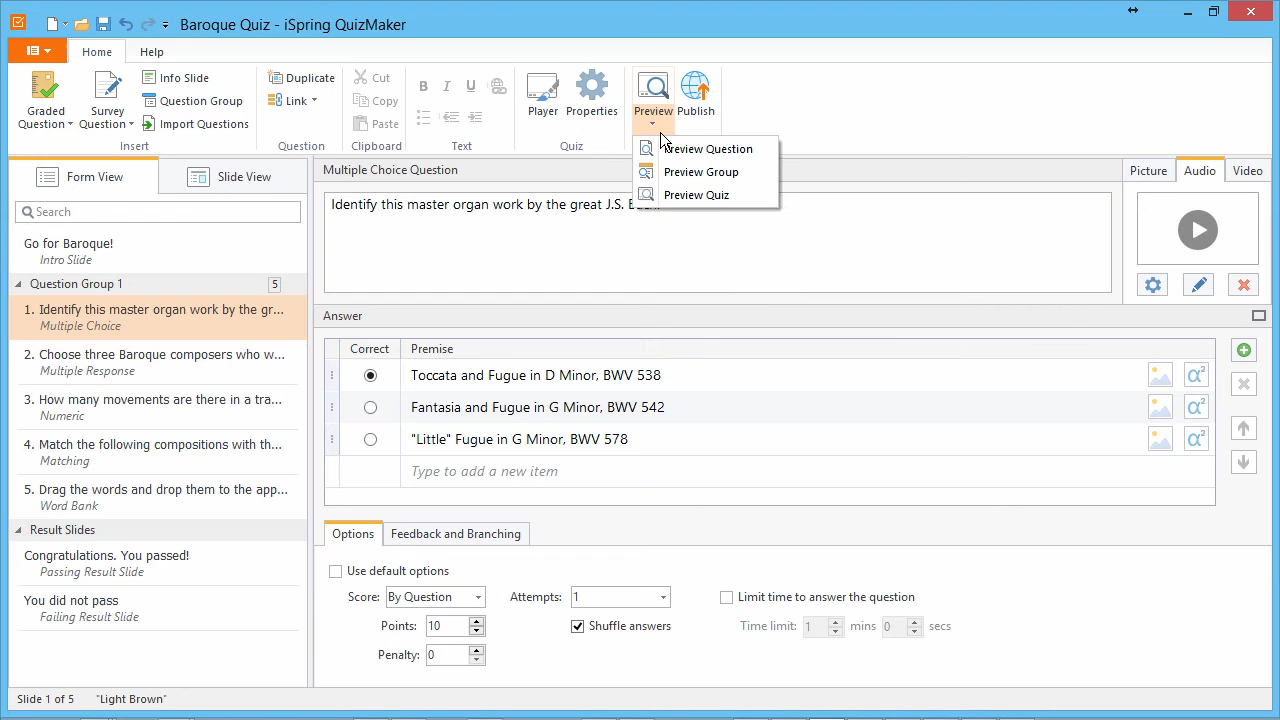 Baroque Quiz - iSpring QuizMaker
Home
Help
Graded Question
Survey Question
Info Slide
Question Group
Import Questions
Insert
Duplicate
Link
Question
Cut
Copy
Paste
Clipboard
B I U
Text
Player
Properties
Quiz
Preview
Publish
Preview Question
Preview Group
Preview Quiz
Form View
Slide View
Search
Go for Baroque!
Intro Slide
Question Group 1
5
1. Identify this master organ work by the gr...
Multiple Choice
2. Choose three Baroque composers who w...
Multiple Response
3. How many movements are there in a tra...
Numeric
4. Match the following compositions with th...
Matching
5. Drag the words and drop them to the app...
Word Bank
Result Slides
Congratulations. You passed!
Passing Result Slide
You did not pass
Failing Result Slide
Multiple Choice Question
Identify this master organ work by the great J.S.
Picture
Audio
Video
Answer
Correct
Premise
Toccata and Fugue in D Minor, BWV 538
α²
Fantasia and Fugue in G Minor, BWV 542
α²
"Little" Fugue in G Minor, BWV 578
α²
Type to add a new item
Options
Feedback and Branching
Use default options
Score: By Question
Attempts: 1
Limit time to answer the question
Points: 10
Shuffle answers
Time limit: 1 mins 0 secs
Penalty: 0
Slide 1 of 5
"Light Brown"